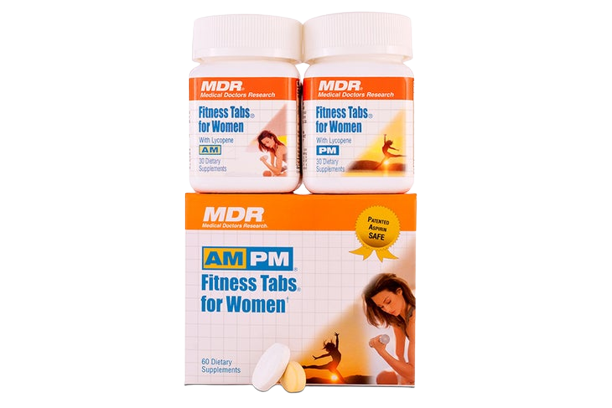 MDR®
Medical Doctors Research
Fitness Tabs®
for Women
With Lycopene
AM
30 Dietary
Supplements
MDR®
Medical Doctors Research
Fitness Tabs®
for Women
With Lycopene
PM
30 Dietary
Supplements
MDR®
Medical Doctors Research®
PATENTED
ASPIRIN
SAFE
AM PM®
Fitness Tabs®
for Women†
60 Dietary
Supplements